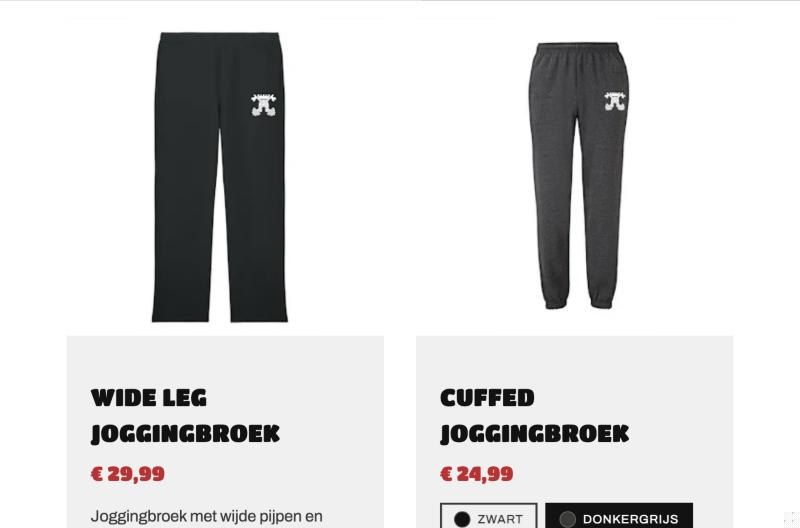 WIDE LEG
JOGGINGBROEK
€ 29,99
Joggingbroek met wijde pijpen en
CUFFED
JOGGINGBROEK
€ 24,99
ZWART
DONKERGRIJS